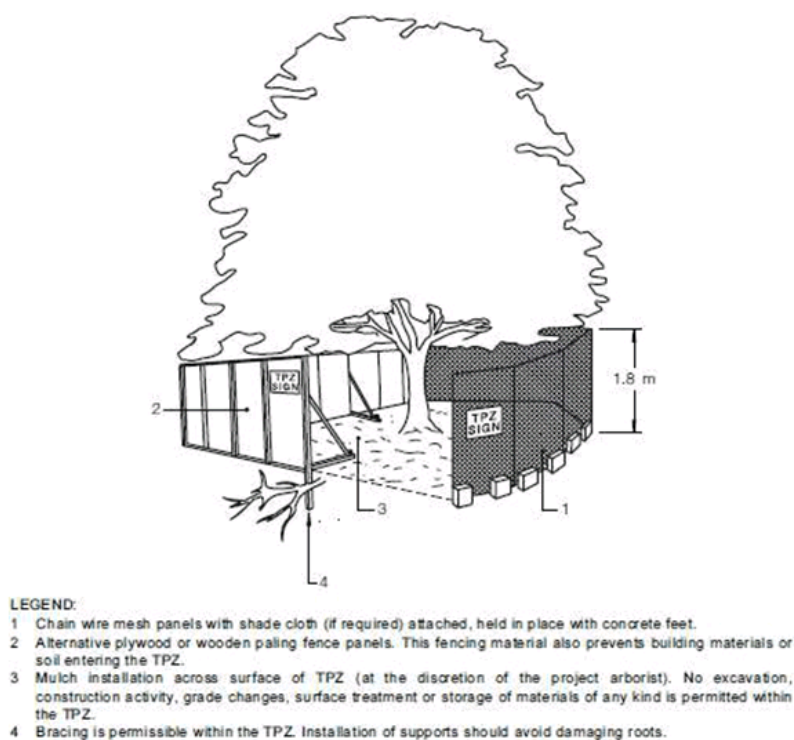 TPZ
SIGN
2
1.8 m
TPZ
SIGN
3
1
4
LEGEND:
1 Chain wire mesh panels with shade cloth (if required) attached, held in place with concrete feet.
2 Alternative plywood or wooden paling fence panels. This fencing material also prevents building materials or
soil entering the TPZ.
3 Mulch installation across surface of TPZ (at the discretion of the project arborist). No excavation,
construction activity, grade changes, surface treatment or storage of materials of any kind is permitted within
the TPZ.
4 Bracing is permissible within the TPZ. Installation of supports should avoid damaging roots.